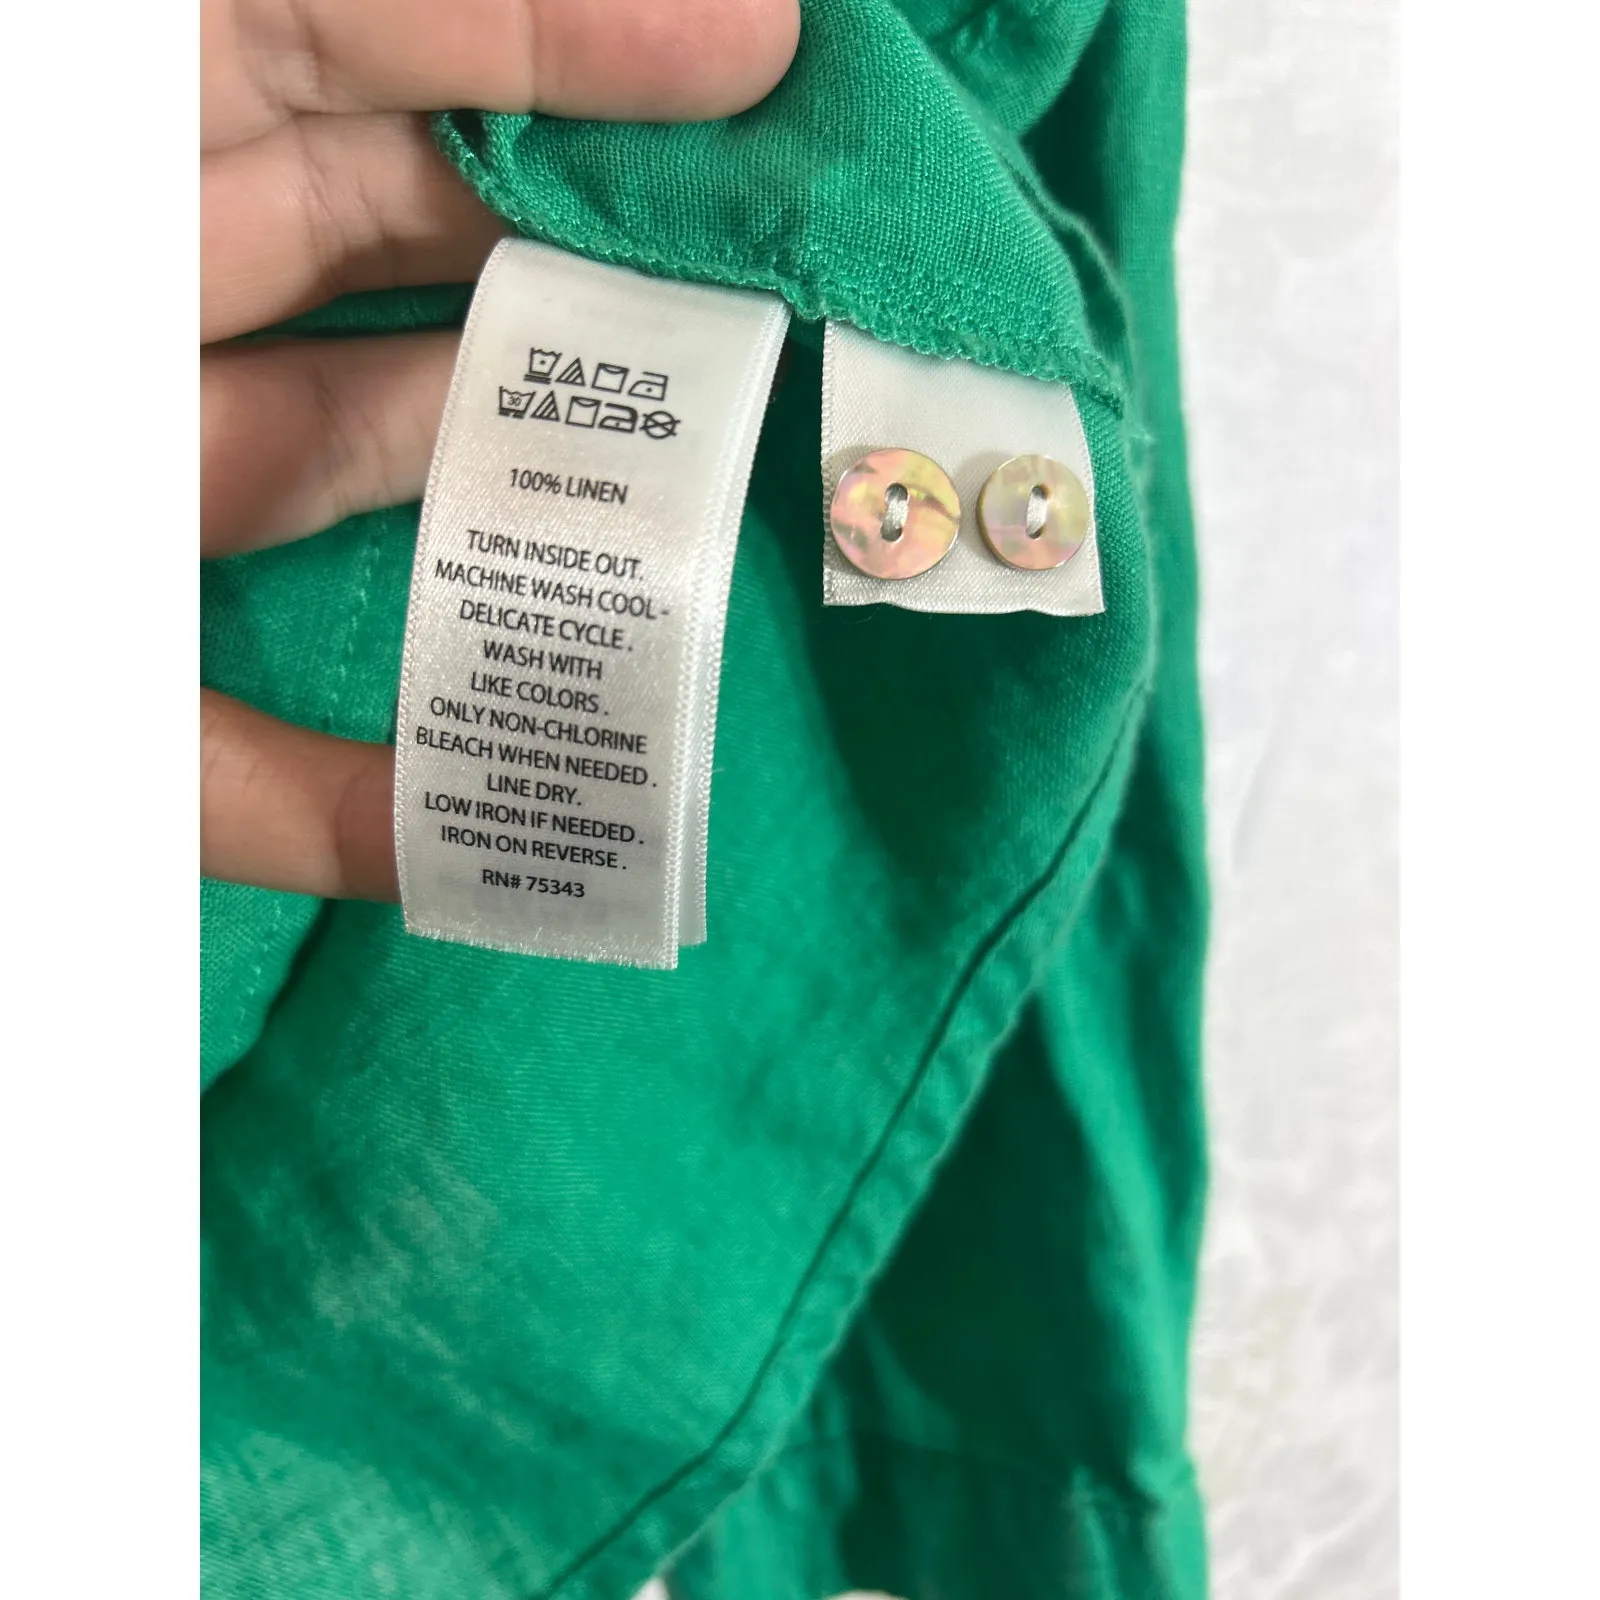 30
100% LINEN
TURN INSIDE OUT.
MACHINE WASH COOL -
DELICATE CYCLE .
WASH WITH
LIKE COLORS .
ONLY NON-CHLORINE
BLEACH WHEN NEEDED .
LINE DRY.
LOW IRON IF NEEDED .
IRON ON REVERSE .
RN# 75343